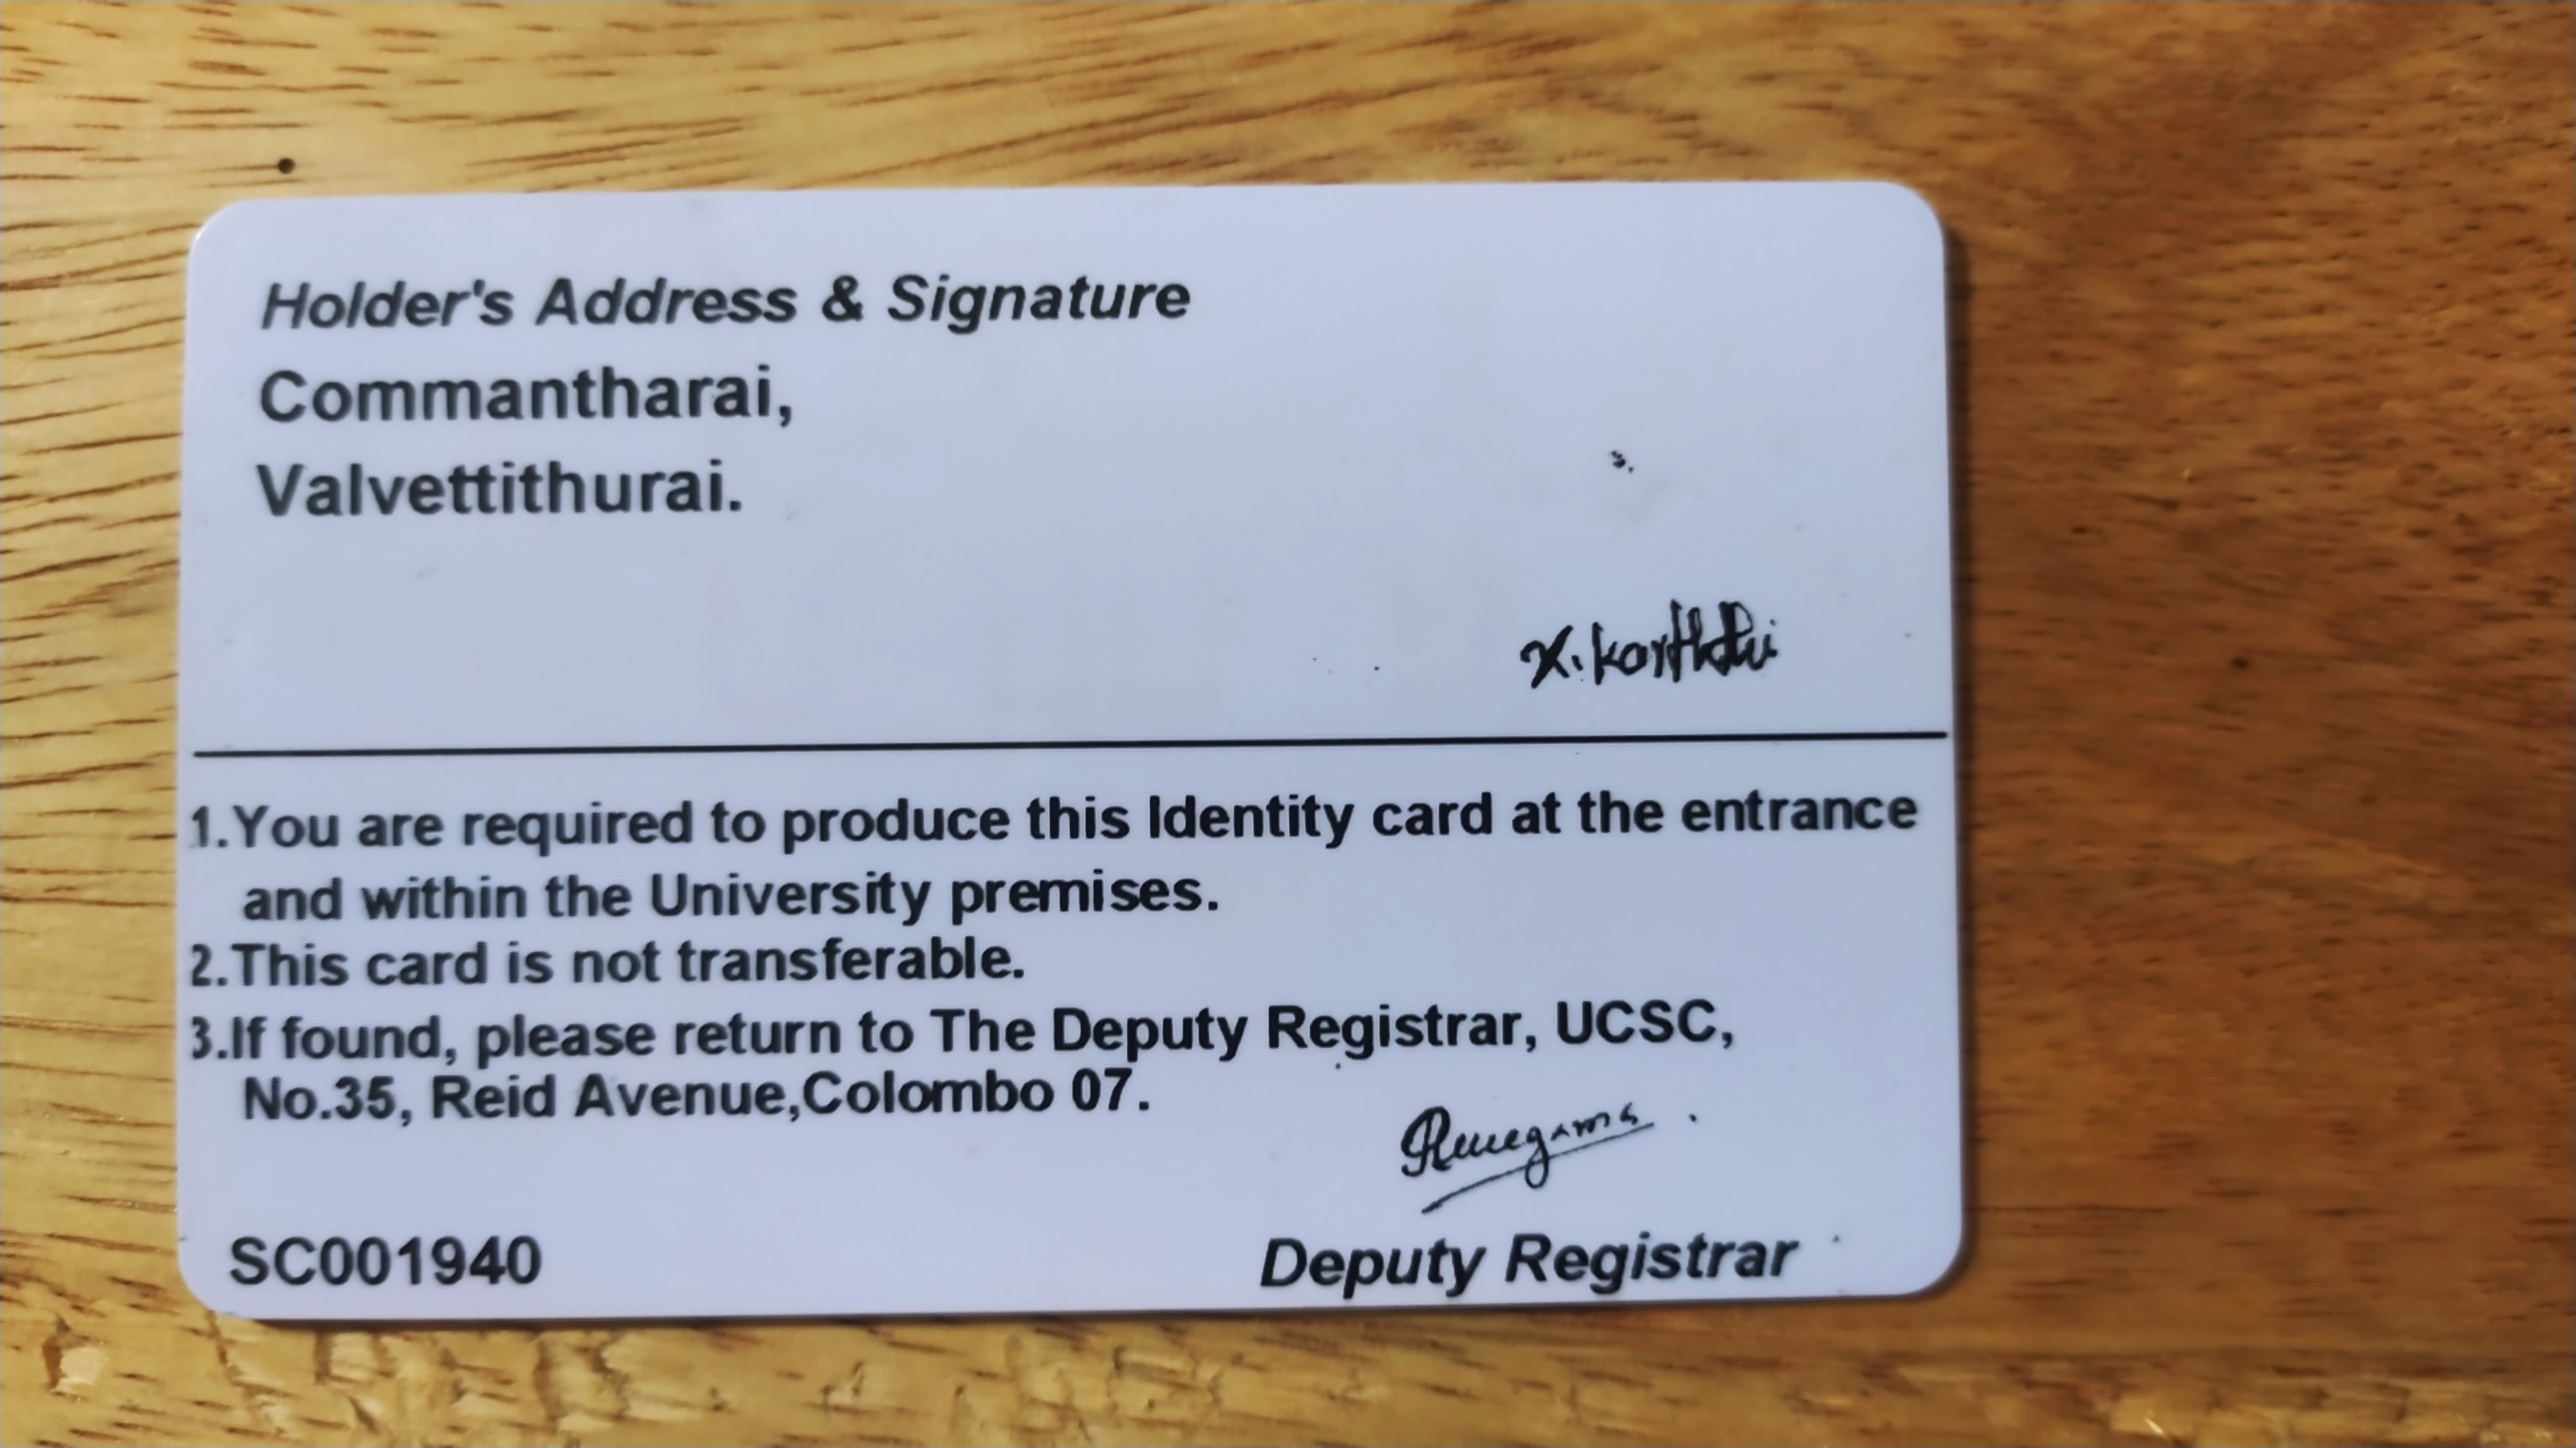 Holder's Address & Signature
Commantharai,
Valvettithurai.
1.You are required to produce this Identity card at the entrance
and within the University premises.
2.This card is not transferable.
3.If found, please return to The Deputy Registrar, UCSC,
No.35, Reid Avenue,Colombo 07.
SC001940
Deputy Registrar